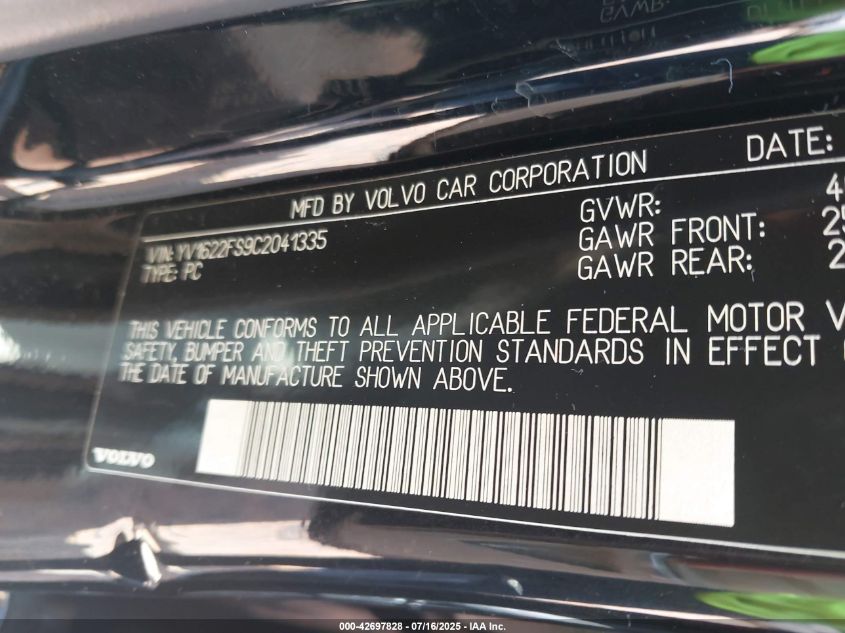 MFD BY VOLVO CAR CORPORATION DATE:
VIN: YV1622FS9C2041335
TYPE: PC
GVWR:
GAWR FRONT: 25
GAWR REAR: 2
THIS VEHICLE CONFORMS TO ALL APPLICABLE FEDERAL MOTOR V
SAFETY, BUMPER AND THEFT PREVENTION STANDARDS IN EFFECT
THE DATE OF MANUFACTURE SHOWN ABOVE.
VOLVO
000-42697828 - 07/16/2025 - IAA Inc.